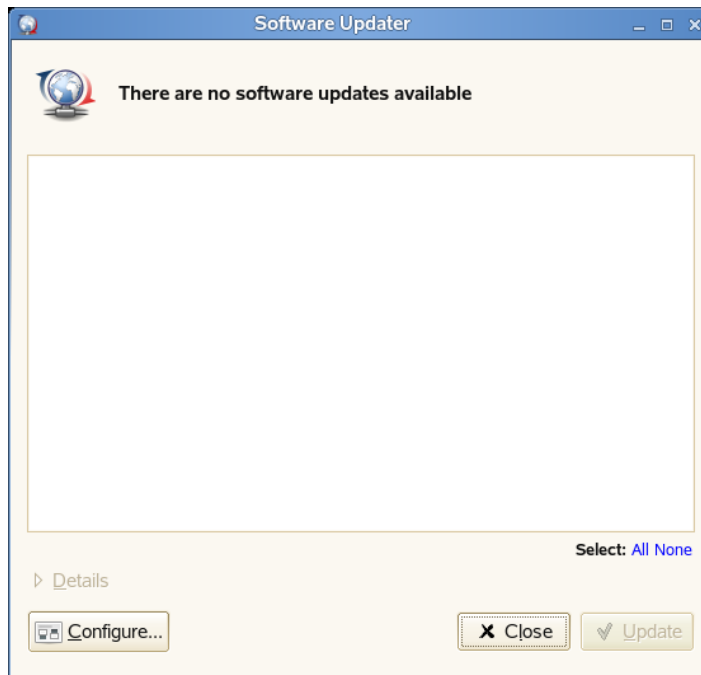 Software Updater
There are no software updates available
Select: All None
Details
Configure...
Close
Update